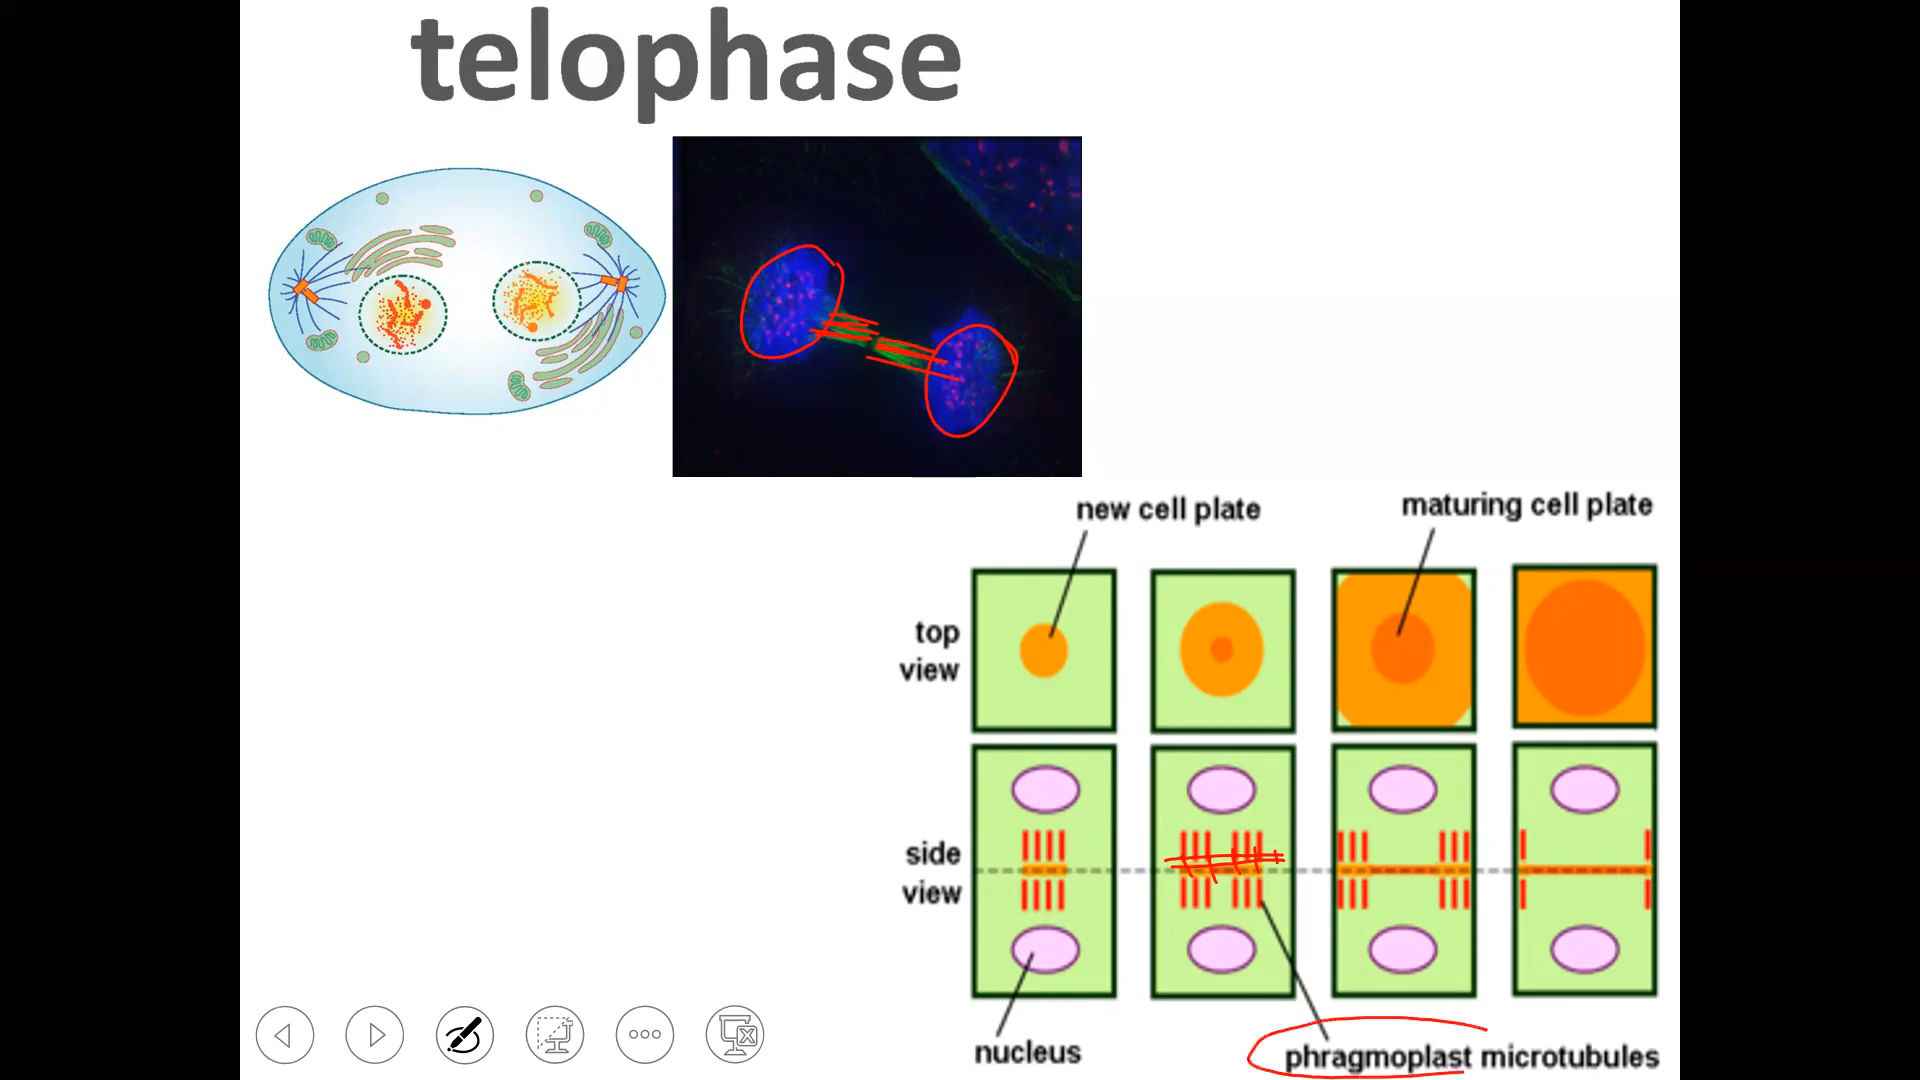 telophase
new cell plate
maturing cell plate
top
view
side
view
nucleus
phragmoplast microtubules